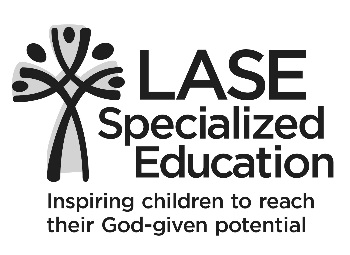 LASE
Specialized
Education
Inspiring children to reach
their God-given potential